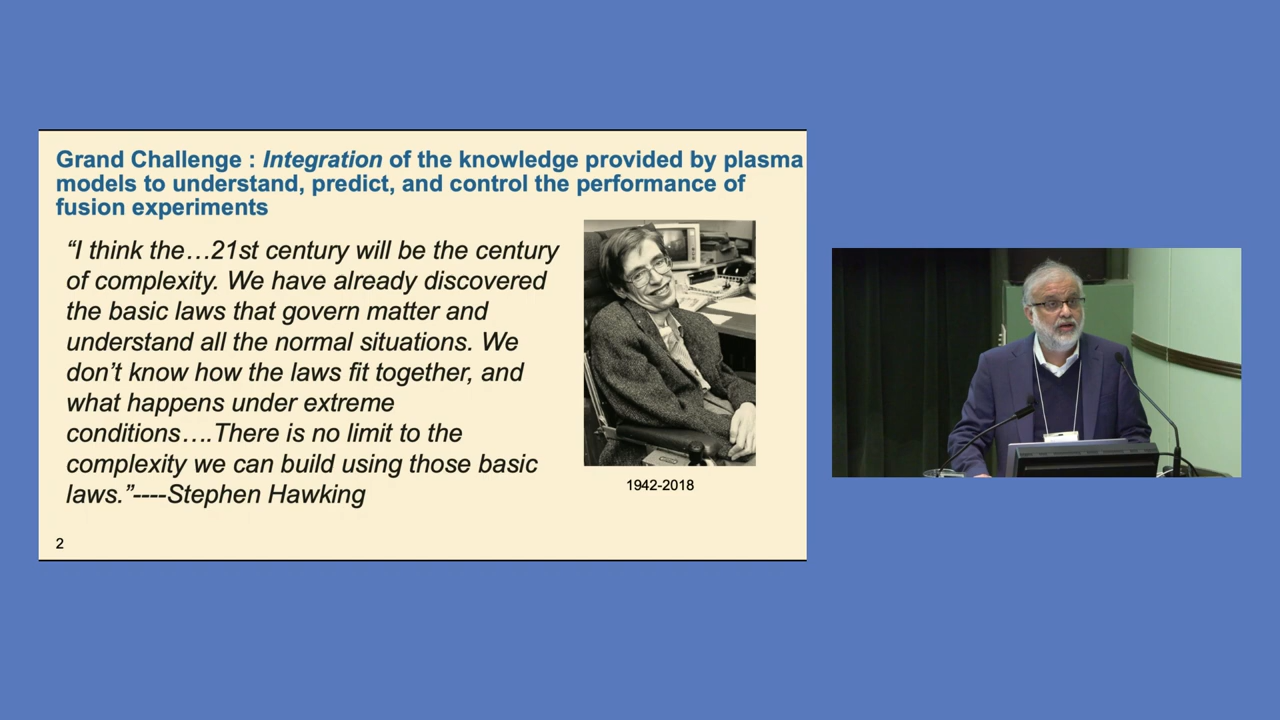 Grand Challenge : Integration of the knowledge provided by plasma
models to understand, predict, and control the performance of
fusion experiments
“I think the…21st century will be the century
of complexity. We have already discovered
the basic laws that govern matter and
understand all the normal situations. We
don’t know how the laws fit together, and
what happens under extreme
conditions….There is no limit to the
complexity we can build using those basic
laws.”----Stephen Hawking
1942-2018
2